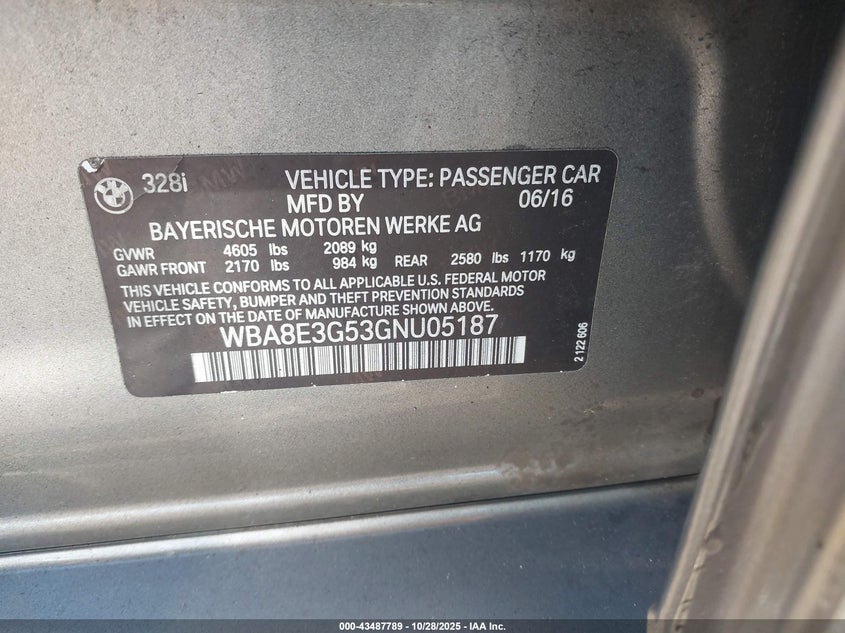 328i VEHICLE TYPE: PASSENGER CAR
MFD BY 06/16
BAYERISCHE MOTOREN WERKE AG
GVWR 4605 lbs 2089 kg
GAWR FRONT 2170 lbs 984 kg REAR 2580 lbs 1170 kg
THIS VEHICLE CONFORMS TO ALL APPLICABLE U.S. FEDERAL MOTOR
VEHICLE SAFETY, BUMPER AND THEFT PREVENTION STANDARDS
IN EFFECT ON THE DATE OF MANUFACTURE SHOWN ABOVE.
WBA8E3G53GNU05187
2 122 606
000-43487789 - 10/28/2025 - IAA Inc.